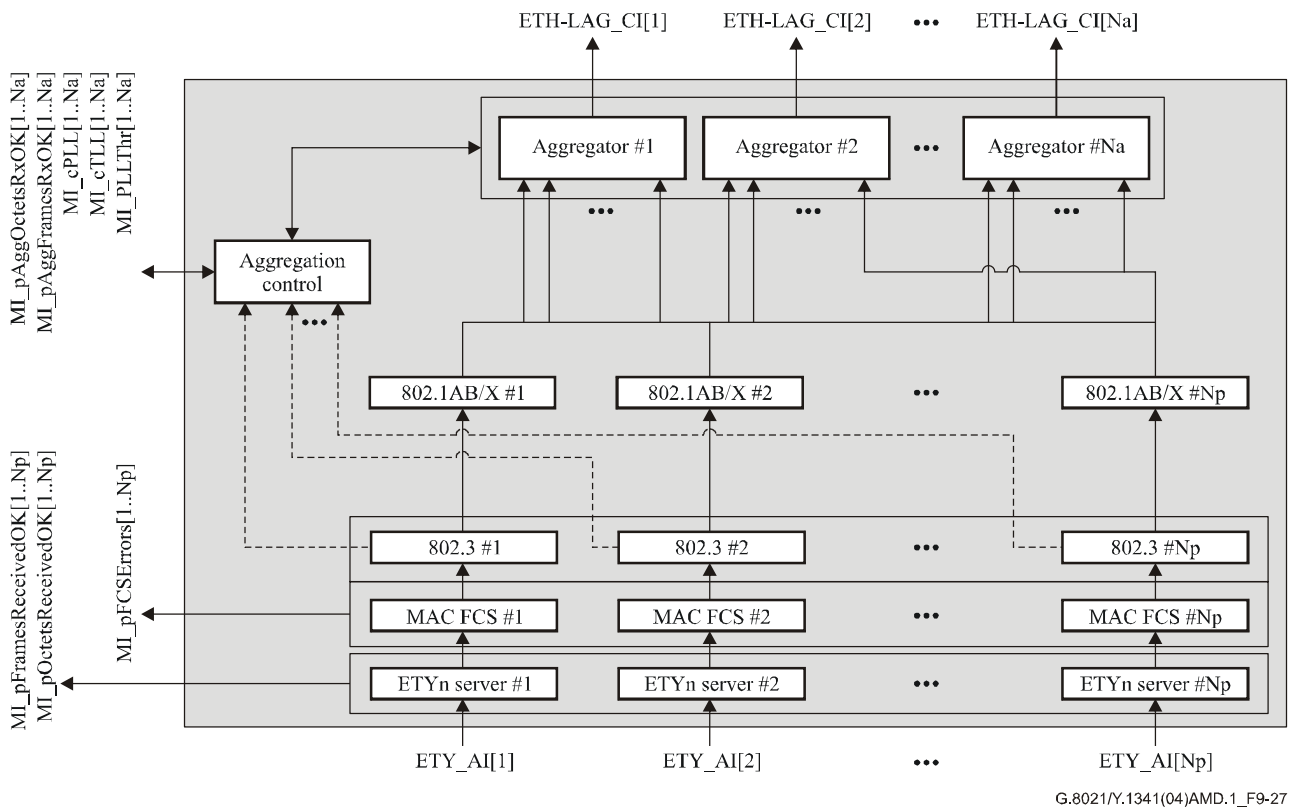 ETH-LAG_CI[1] ETH-LAG_CI[2] ••• ETH-LAG_CI[Na]
MI_pAggOctetsRxOK[1..Na]
MI_pAggFramesRxOK[1..Na]
MI_cPLL[1..Na]
MI_cTLL[1..Na]
MI_PLLThr[1..Na]
Aggregator #1 Aggregator #2 ••• Aggregator #Na
••• ••• •••
Aggregation
control
•••
802.1AB/X #1 802.1AB/X #2 ••• 802.1AB/X #Np
MI_pFramesReceivedOK[1..Np]
MI_pOctetsReceivedOK[1..Np]
MI_pFCSErrors[1..Np]
802.3 #1 802.3 #2 ••• 802.3 #Np
MAC FCS #1 MAC FCS #2 ••• MAC FCS #Np
ETYn server #1 ETYn server #2 ••• ETYn server #Np
ETY_AI[1] ETY_AI[2] ••• ETY_AI[Np]
G.8021/Y.1341(04)AMD.1_F9-27